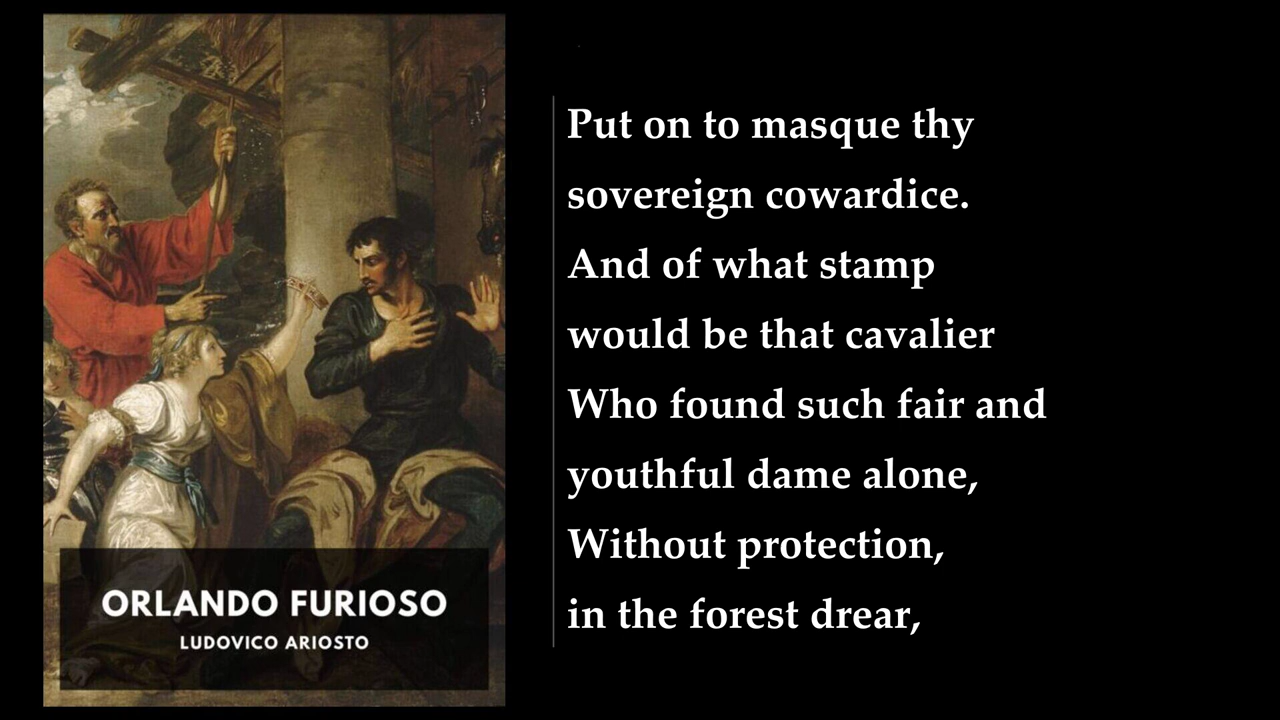 ORLANDO FURIOSO
LUDOVICO ARIOSTO
Put on to masque thy
sovereign cowardice.
And of what stamp
would be that cavalier
Who found such fair and
youthful dame alone,
Without protection,
in the forest drear,